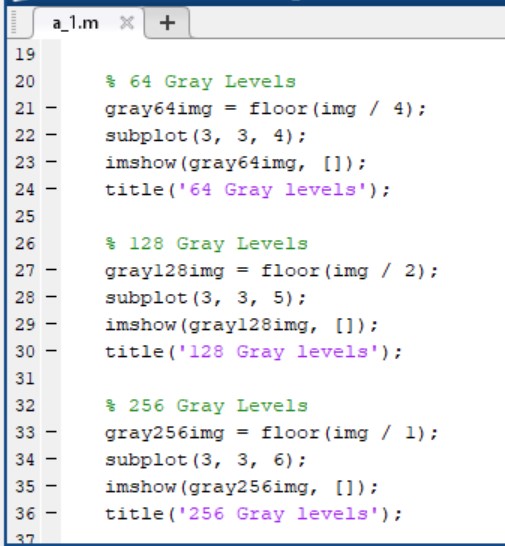 a_1.m × +
19
20 % 64 Gray Levels
21 - gray64img = floor(img / 4);
22 - subplot(3, 3, 4);
23 - imshow(gray64img, []);
24 - title('64 Gray levels');
25
26 % 128 Gray Levels
27 - gray128img = floor(img / 2);
28 - subplot(3, 3, 5);
29 - imshow(gray128img, []);
30 - title('128 Gray levels');
31
32 % 256 Gray Levels
33 - gray256img = floor(img / 1);
34 - subplot(3, 3, 6);
35 - imshow(gray256img, []);
36 - title('256 Gray levels');
37